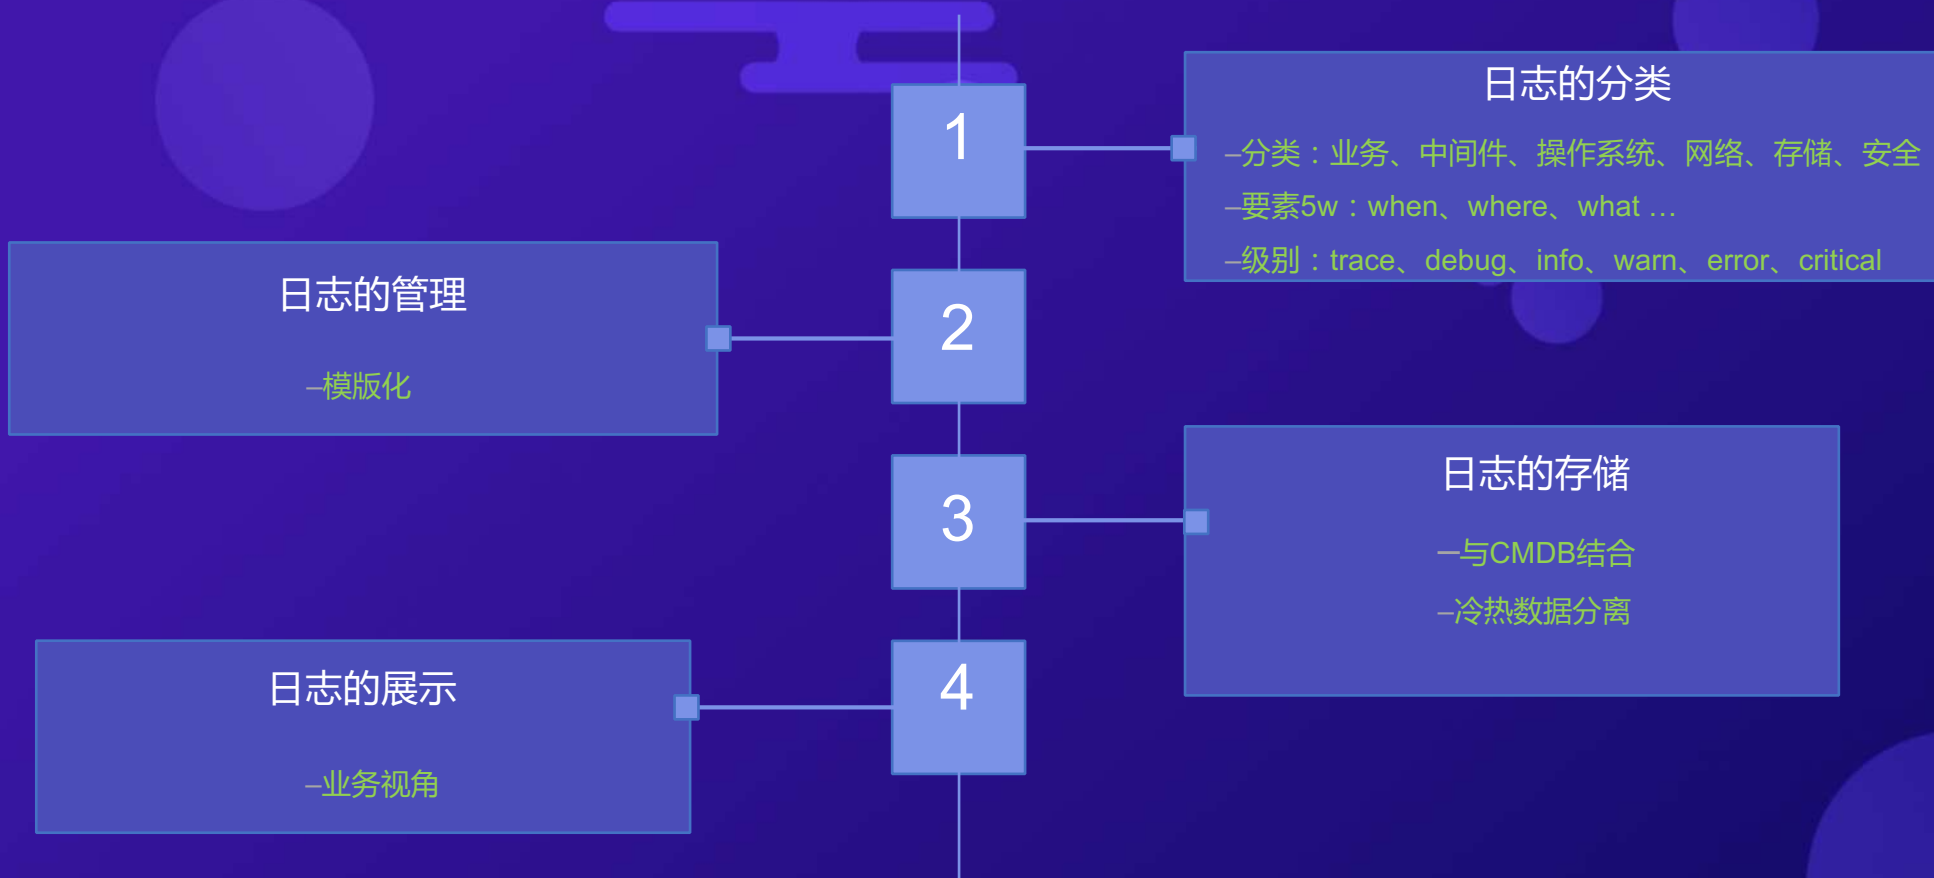 1
日志的分类
–分类：业务、中间件、操作系统、网络、存储、安全
–要素5w：when、where、what …
–级别：trace、debug、info、warn、error、critical
2
日志的管理
–模版化
3
日志的存储
–与CMDB结合
–冷热数据分离
4
日志的展示
–业务视角